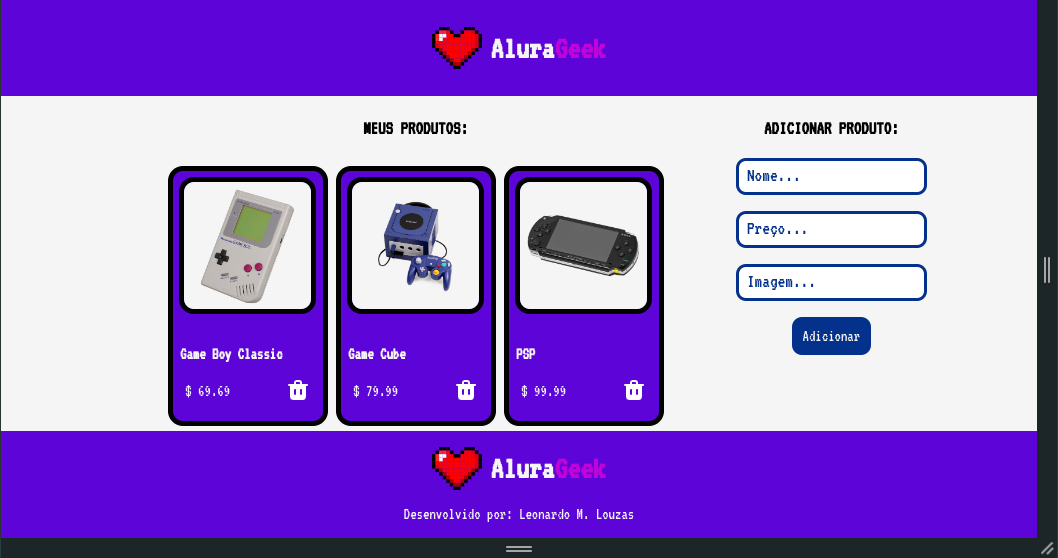 AluraGeek
MEUS PRODUTOS:
Game Boy Classic
$ 69.69
Game Cube
$ 79.99
PSP
$ 99.99
ADICIONAR PRODUTO:
Nome...
Preço...
Imagem...
Adicionar
AluraGeek
Desenvolvido por: Leonardo M. Louzas